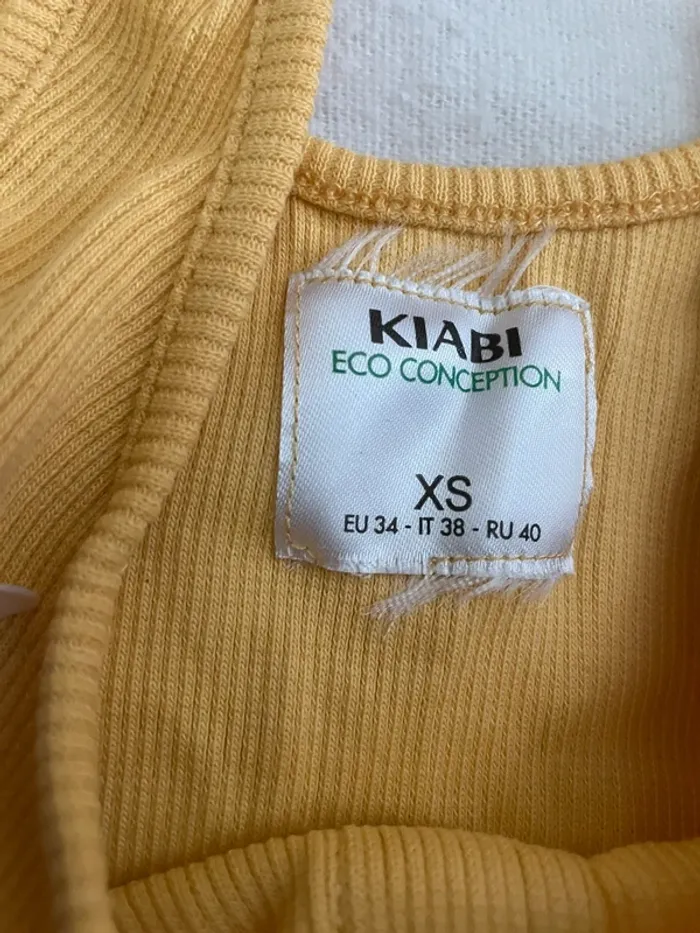 KIABI
ECO CONCEPTION
XS
EU 34 - IT 38 - RU 40